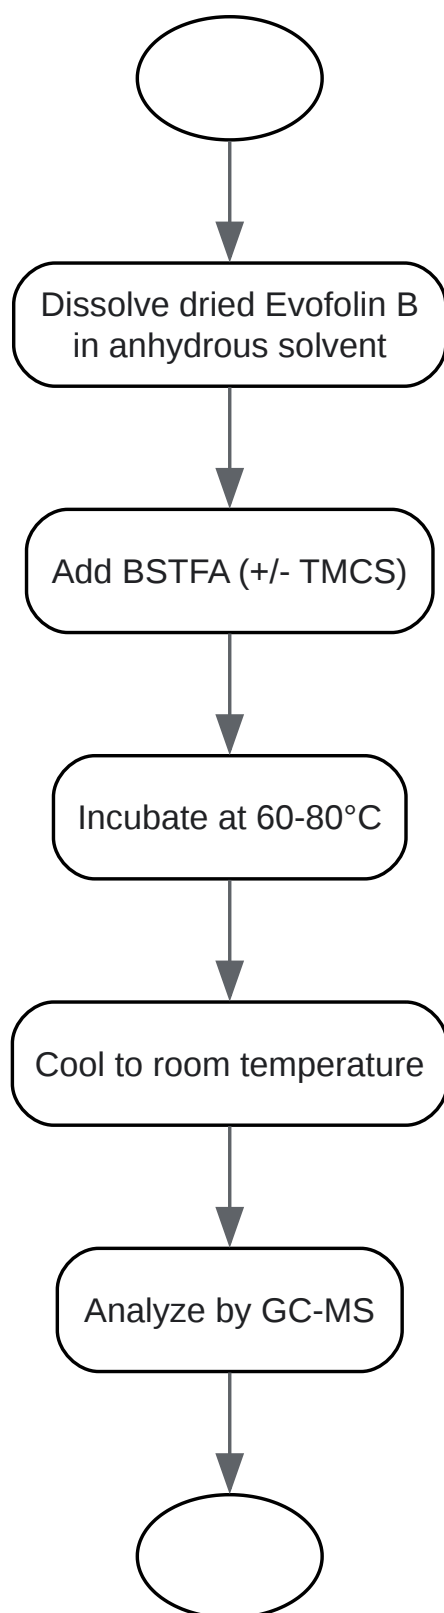 Dissolve dried Evofolin B
in anhydrous solvent
Add BSTFA (+/- TMCS)
Incubate at 60-80°C
Cool to room temperature
Analyze by GC-MS